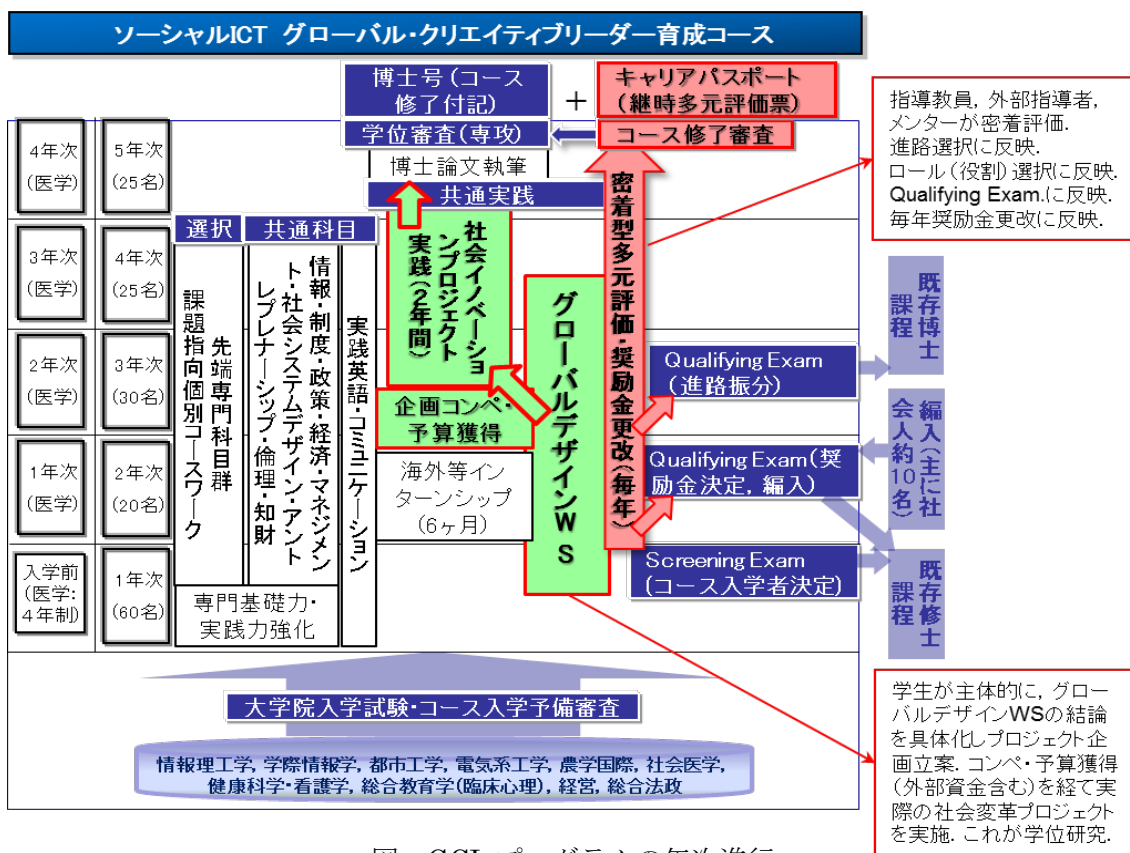 ソーシャルICT グローバル・クリエイティブリーダー育成コース
博士号(コース
修了付記)
+
キャリアパスポート
(継時多元評価票)
学位審査(専攻)
コース修了審査
博士論文執筆
共通実践
指導教員, 外部指導者,
メンターが密着評価.
進路選択に反映.
ロール(役割)選択に反映.
Qualifying Exam.に反映.
毎年奨励金更改に反映.
4年次
(医学)
5年次
(25名)
3年次
(医学)
4年次
(25名)
2年次
(医学)
3年次
(30名)
1年次
(医学)
2年次
(20名)
入学前
(医学:
4年制)
1年次
(60名)
選択
共通科目
先端専門科目群
課題指向個別コースワーク
情報・制度・政策・経済・マネジメン
ト・社会システムデザイン・アント
レプレナーシップ・倫理・知財
実践英語・コミュニケーション
専門基礎力・
実践力強化
社会イノベーショ
ンプロジェクト
実践(2年間)
企画コンペ・
予算獲得
海外等イン
ターンシップ
(6ヶ月)
グローバルデザインWS
密着型多元評価・奨励金更改(毎年)
Qualifying Exam
(進路振分)
Qualifying Exam(奨
励金決定, 編入)
Screening Exam
(コース入学者決定)
既存博士
課程
編入(主に社
会人約10名)
既存修士
課程
大学院入学試験・コース入学予備審査
情報理工学, 学際情報学, 都市工学, 電気系工学, 農学国際, 社会医学,
健康科学・看護学, 総合教育学(臨床心理), 経営, 総合法政
学生が主体的に, グロー
バルデザインWSの結論
を具体化しプロジェクト企
画立案. コンペ・予算獲得
(外部資金含む)を経て実
際の社会変革プロジェクト
を実施. これが学位研究.